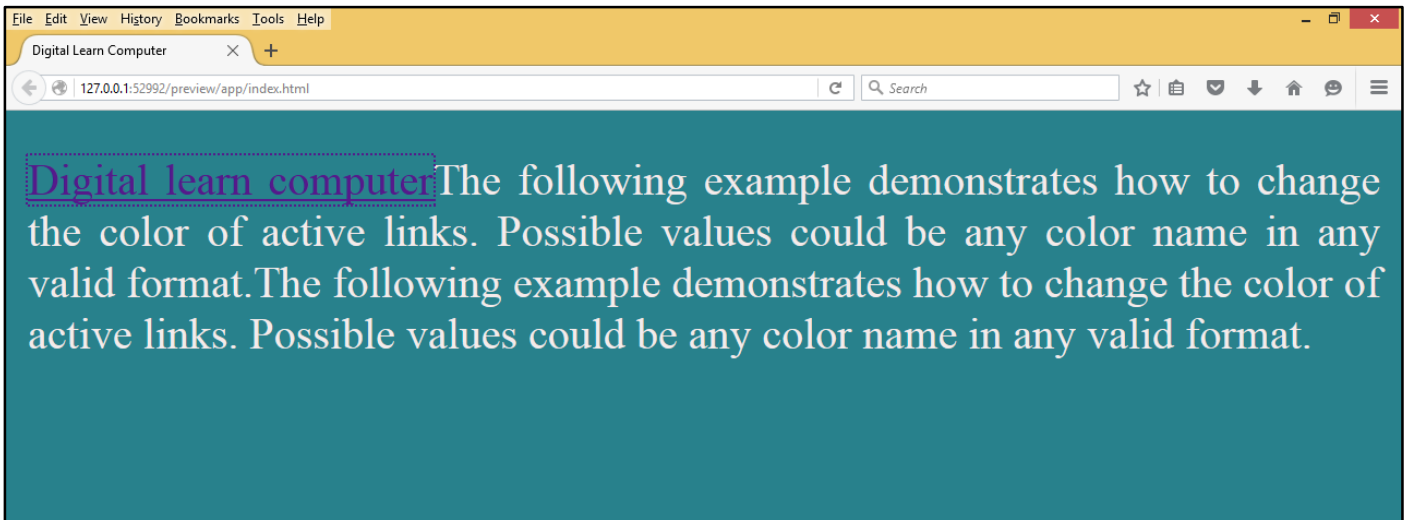 File Edit View History Bookmarks Tools Help
Digital Learn Computer
127.0.0.1:52992/preview/app/index.html Search
Digital learn computerThe following example demonstrates how to change
the color of active links. Possible values could be any color name in any
valid format.The following example demonstrates how to change the color of
active links. Possible values could be any color name in any valid format.